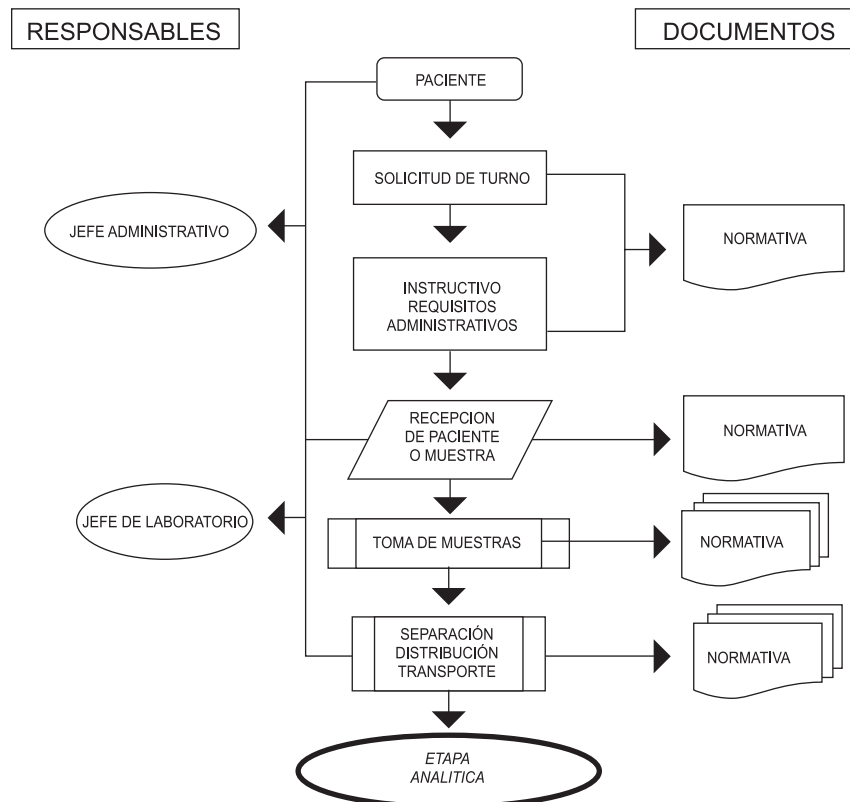 RESPONSABLES
DOCUMENTOS
PACIENTE
SOLICITUD DE TURNO
JEFE ADMINISTRATIVO
NORMATIVA
INSTRUCTIVO
REQUISITOS
ADMINISTRATIVOS
RECEPCION
DE PACIENTE
O MUESTRA
NORMATIVA
JEFE DE LABORATORIO
TOMA DE MUESTRAS
NORMATIVA
SEPARACIÓN
DISTRIBUCIÓN
TRANSPORTE
NORMATIVA
ETAPA
ANALITICA